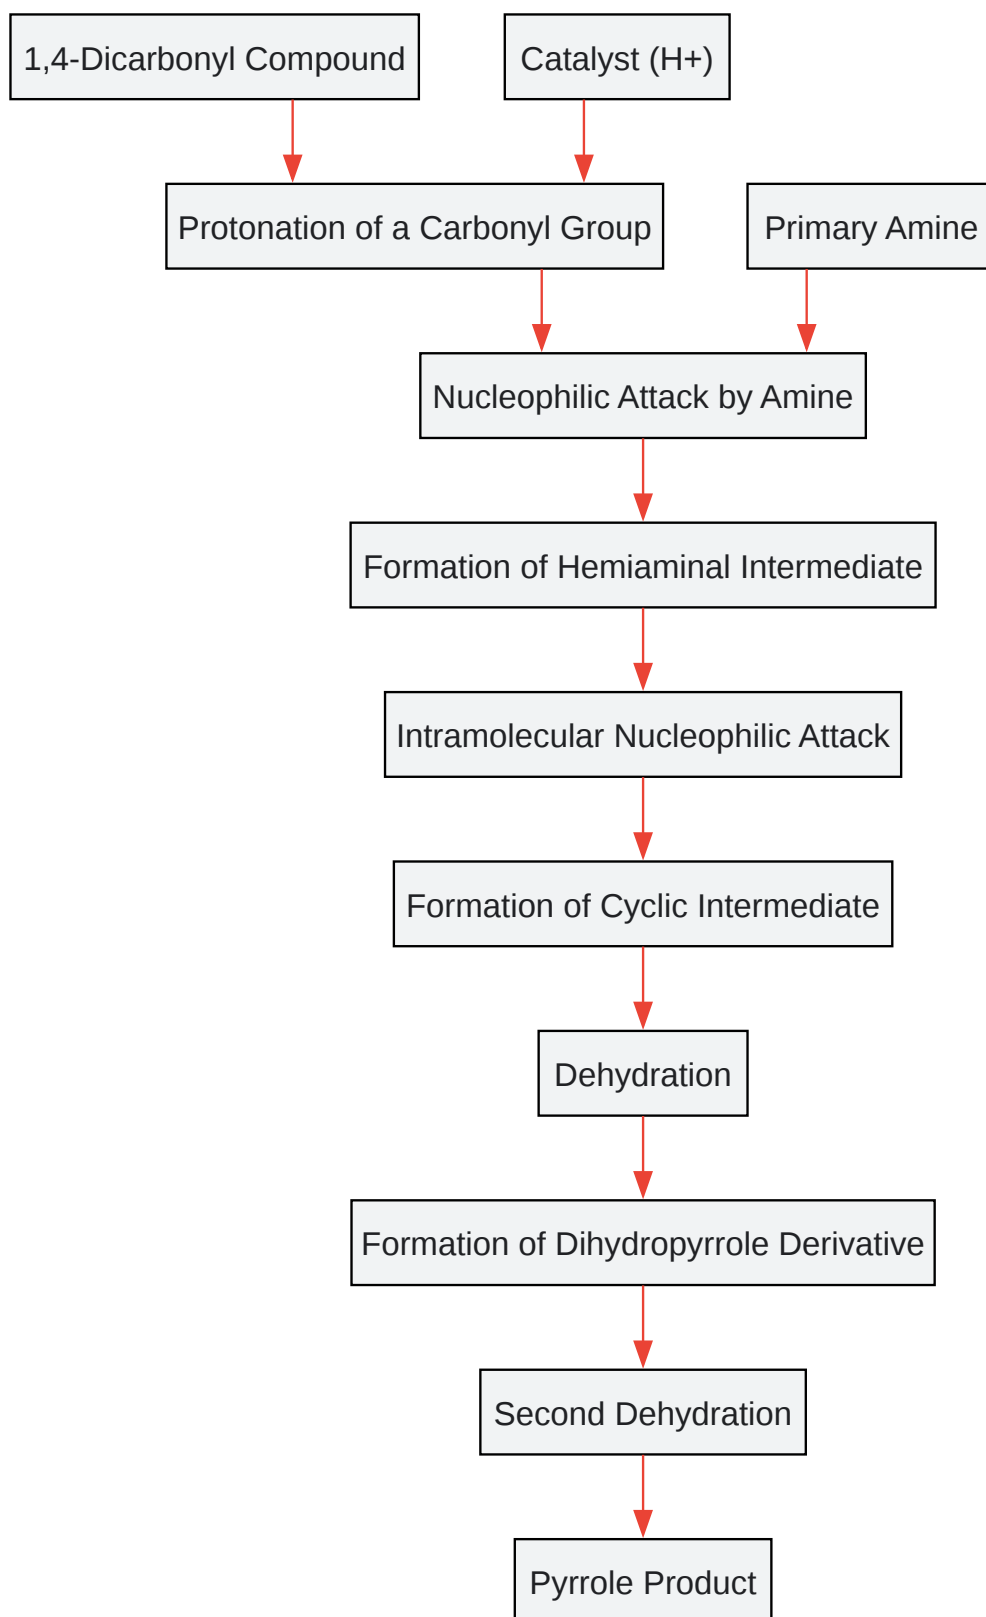 1,4-Dicarbonyl Compound
Catalyst (H+)
Protonation of a Carbonyl Group
Primary Amine
Nucleophilic Attack by Amine
Formation of Hemiaminal Intermediate
Intramolecular Nucleophilic Attack
Formation of Cyclic Intermediate
Dehydration
Formation of Dihydropyrrole Derivative
Second Dehydration
Pyrrole Product